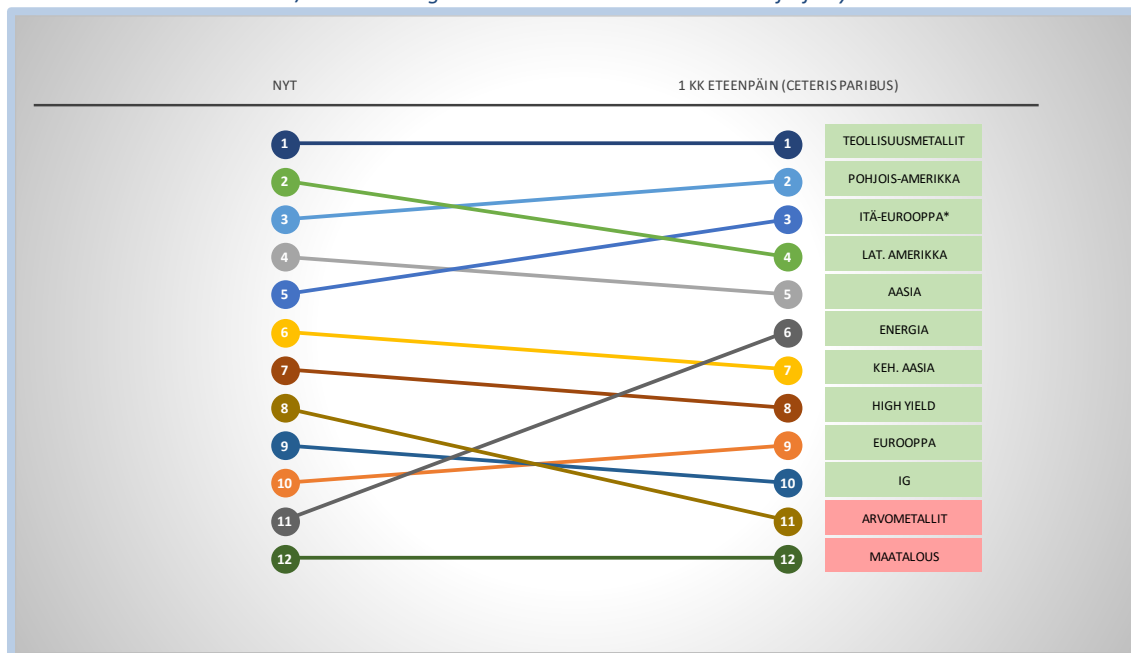 NYT 1 KK ETEENPÄIN (CETERIS PARIBUS)
1 1 TEOLLISUUSMETALLIT
2 2 POHJOIS-AMERIKKA
3 3 ITÄ-EUROOPPA*
4 4 LAT. AMERIKKA
5 5 AASIA
6 6 ENERGIA
7 7 KEH. AASIA
8 8 HIGH YIELD
9 9 EUROOPPA
10 10 IG
11 11 ARVOMETALLIT
12 12 MAATALOUS